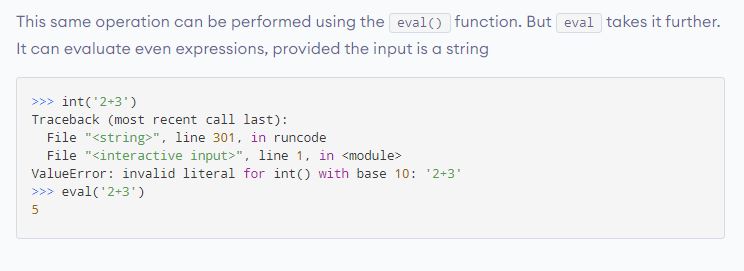 This same operation can be performed using the eval() function. But eval takes it further.
It can evaluate even expressions, provided the input is a string
>>> int('2+3')
Traceback (most recent call last):
  File "<string>", line 301, in runcode
  File "<interactive input>", line 1, in <module>
ValueError: invalid literal for int() with base 10: '2+3'
>>> eval('2+3')
5